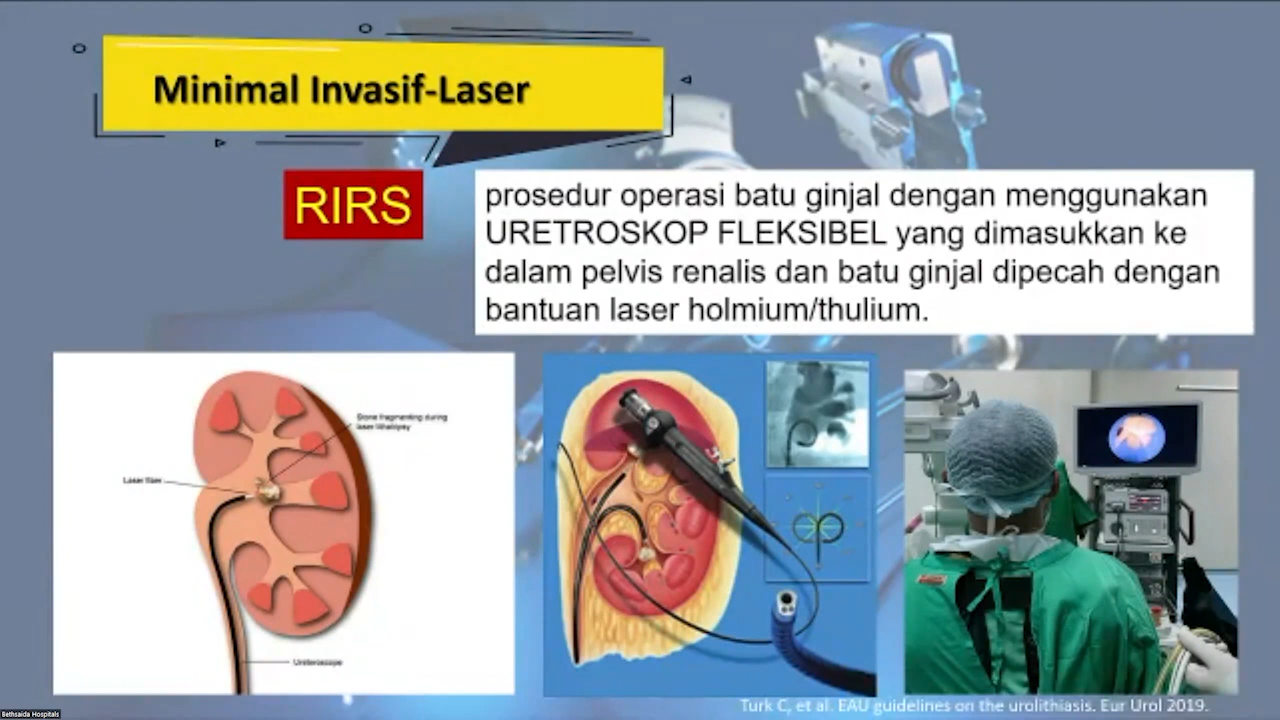 Minimal Invasif-Laser
RIRS
prosedur operasi batu ginjal dengan menggunakan
URETROSKOP FLEKSIBEL yang dimasukkan ke
dalam pelvis renalis dan batu ginjal dipecah dengan
bantuan laser holmium/thulium.
Stone fragmenting during
laser lithotripsy
Laser fiber
Ureteroscope
Turk C, et al. EAU guidelines on the urolithiasis. Eur Urol 2019.
Bethsaida Hospitals